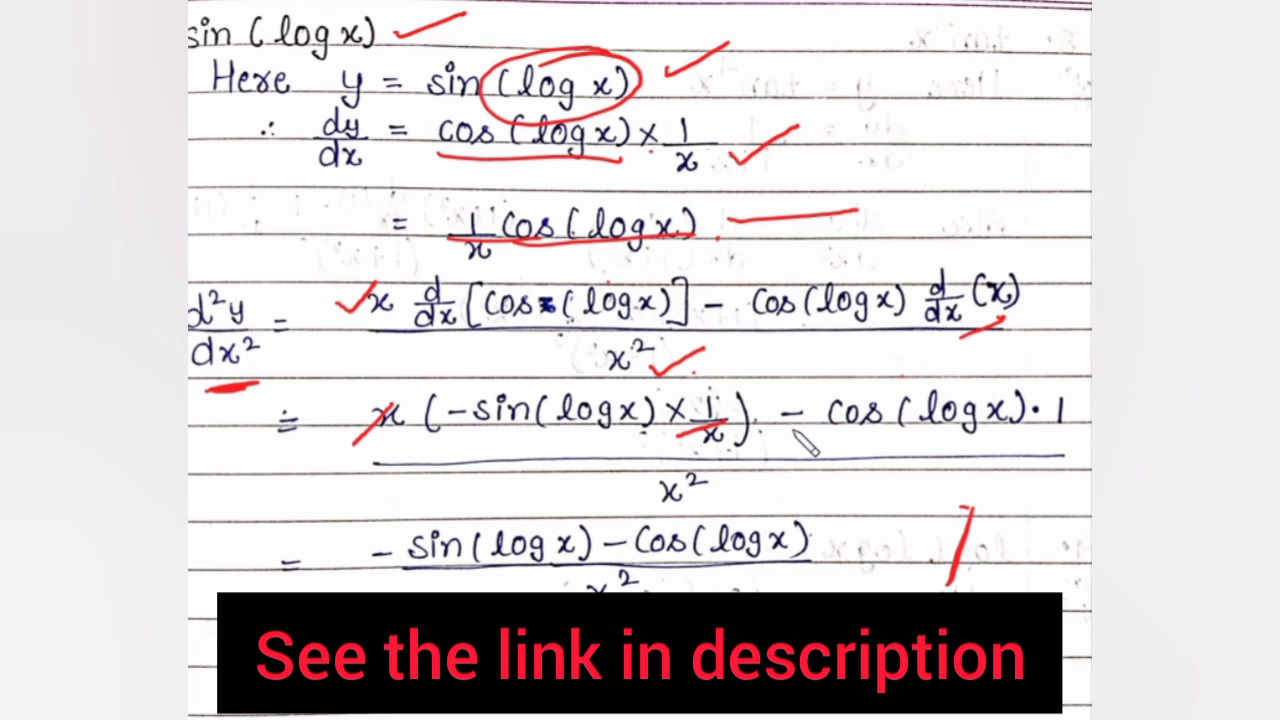 sin (log x)
Here y = sin (log x)
∴ dy/dx = cos (log x) × 1/x
= 1/x cos (log x)
d²y/dx² = x d/dx [cos (log x)] - cos (log x) d/dx (x) / x²
= x (-sin (log x) × 1/x) - cos (log x) · 1 / x²
= - sin (log x) - cos (log x) / x²
See the link in description